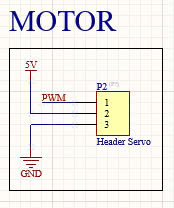 MOTOR
5V
P2
PWM
1
2
3
Header Servo
GND